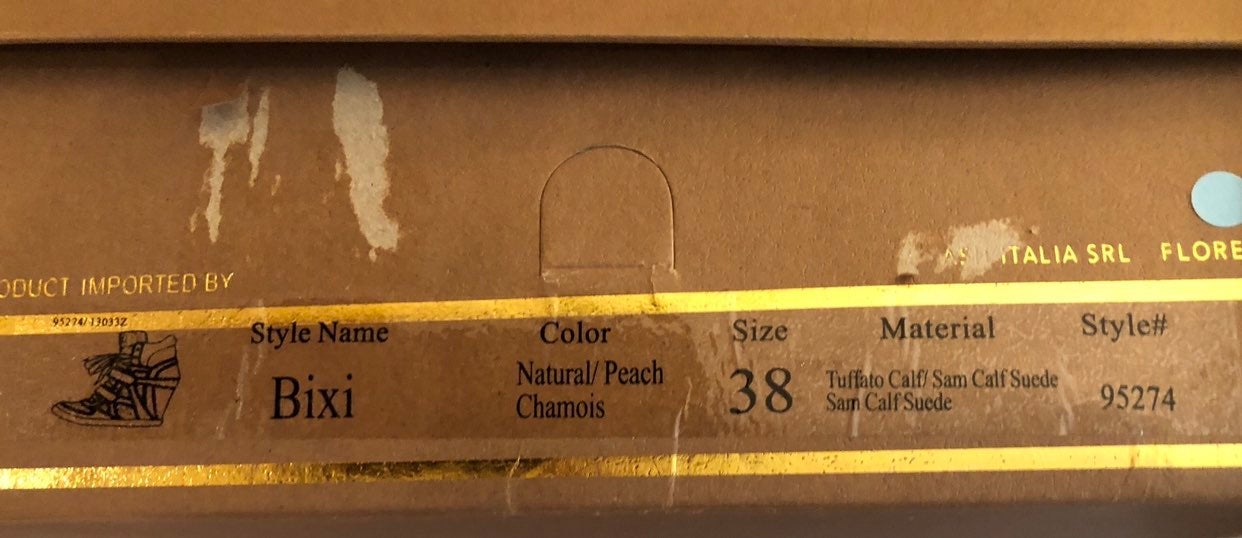 ITALIA SRL FLORE
ODUCT IMPORTED BY
95274/13033Z
Style Name Color Size Material Style#
Bixi Natural/ Peach Chamois 38 Tuffato Calf/ Sam Calf Suede Sam Calf Suede 95274